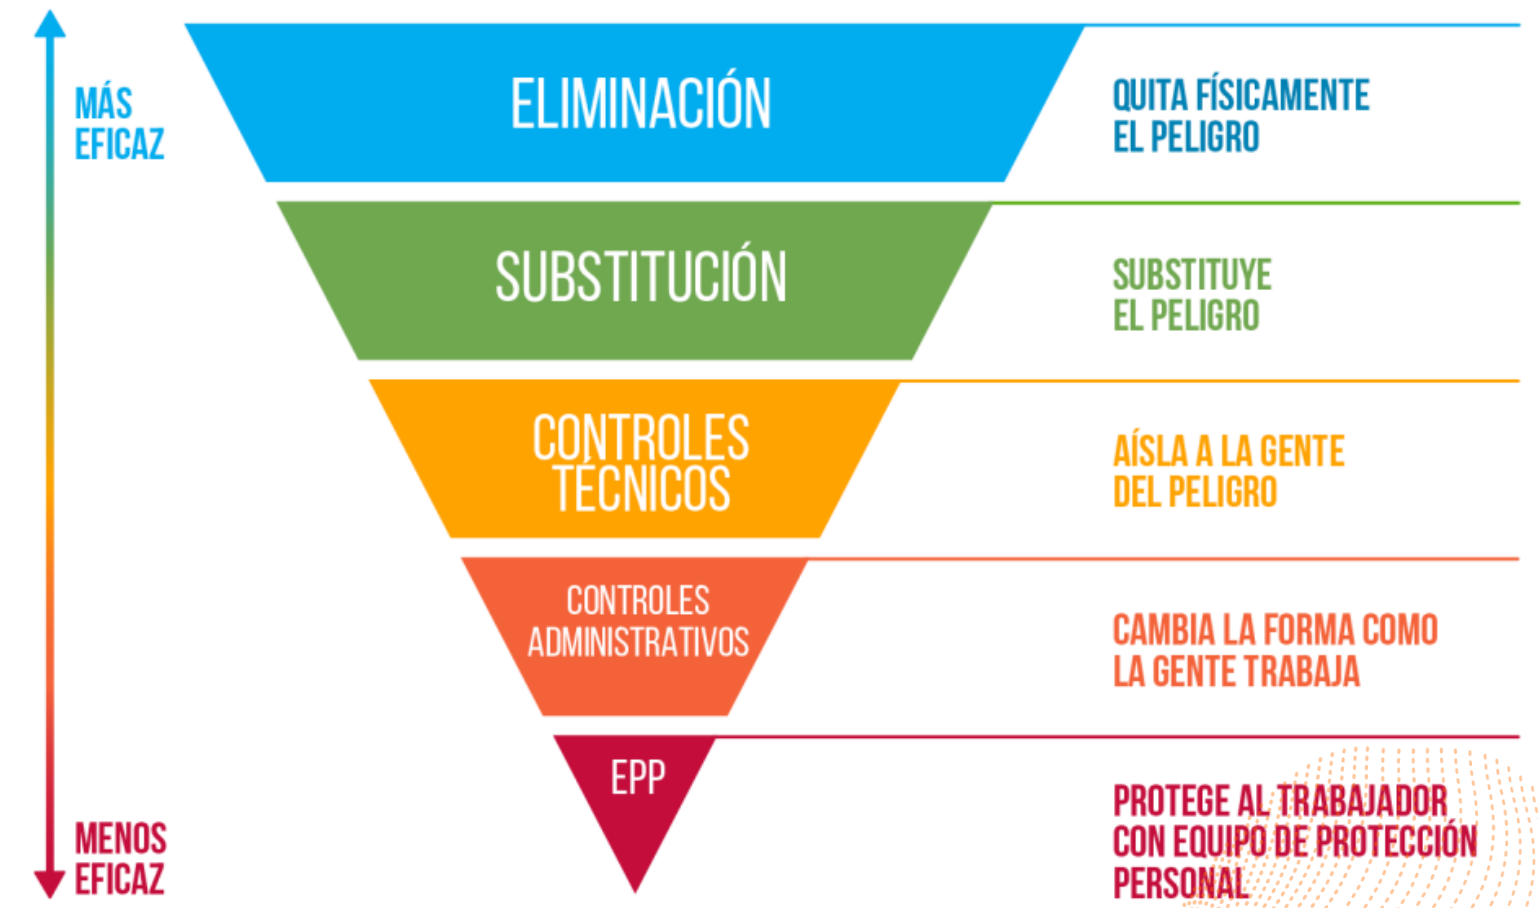 MÁS
EFICAZ
ELIMINACIÓN
QUITA FÍSICAMENTE
EL PELIGRO
SUBSTITUCIÓN
SUBSTITUYE
EL PELIGRO
CONTROLES
TÉCNICOS
AÍSLA A LA GENTE
DEL PELIGRO
CONTROLES
ADMINISTRATIVOS
CAMBIA LA FORMA COMO
LA GENTE TRABAJA
EPP
PROTEGE AL TRABAJADOR
CON EQUIPO DE PROTECCIÓN
PERSONAL
MENOS
EFICAZ